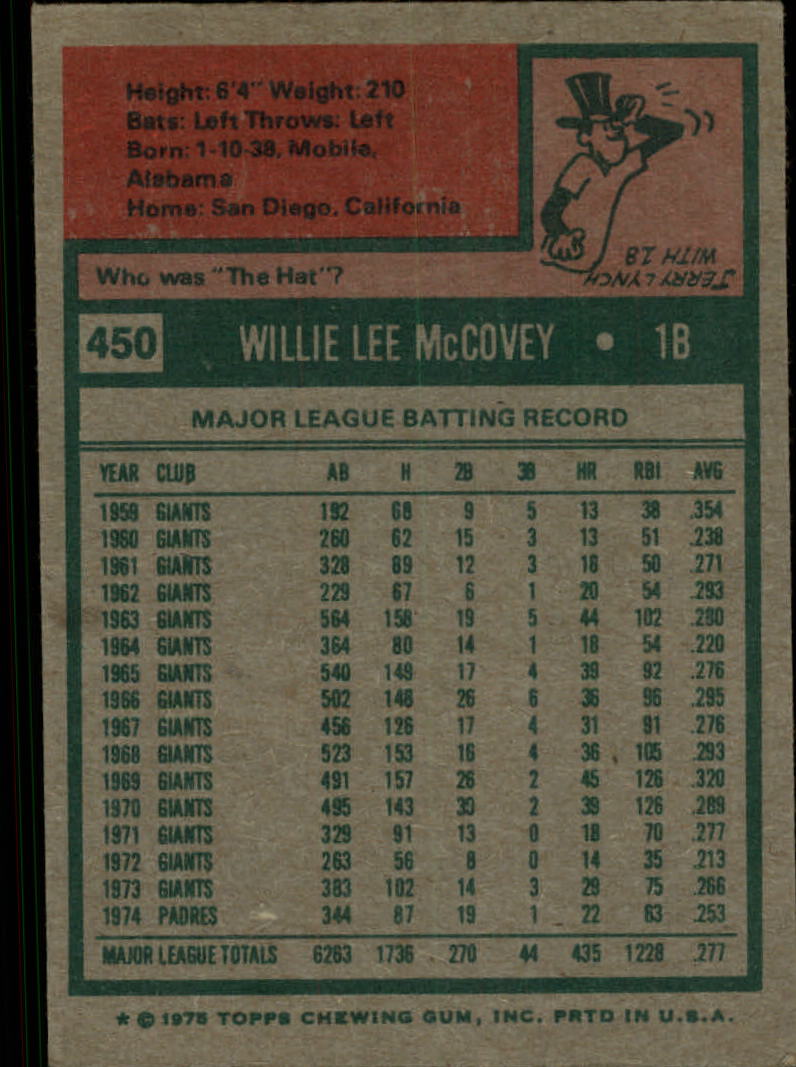 Height: 6'4" Weight: 210
Bats: Left Throws: Left
Born: 1-10-38, Mobile,
Alabama
Home: San Diego, California
Who was "The Hat"?
JERRY LYNCH
WITH 18
450 WILLIE LEE McCOVEY • 1B
MAJOR LEAGUE BATTING RECORD
YEAR CLUB AB H 2B 3B HR RBI AVG
1959 GIANTS 192 68 9 5 13 38 .354
1960 GIANTS 260 62 15 3 13 51 .238
1961 GIANTS 328 89 12 3 18 50 .271
1962 GIANTS 229 67 6 1 20 54 .293
1963 GIANTS 564 158 19 5 44 102 .280
1964 GIANTS 364 80 14 1 18 54 .220
1965 GIANTS 540 149 17 4 39 92 .276
1966 GIANTS 502 148 26 6 36 96 .295
1967 GIANTS 456 126 17 4 31 91 .276
1968 GIANTS 523 153 16 4 36 105 .293
1969 GIANTS 491 157 26 2 45 126 .320
1970 GIANTS 495 143 30 2 39 126 .289
1971 GIANTS 329 91 13 0 18 70 .277
1972 GIANTS 263 56 8 0 14 35 .213
1973 GIANTS 383 102 14 3 29 75 .266
1974 PADRES 344 87 19 1 22 63 .253
MAJOR LEAGUE TOTALS 6263 1736 270 44 435 1228 .277
* © 1975 TOPPS CHEWING GUM, INC. PRTD IN U.S.A.